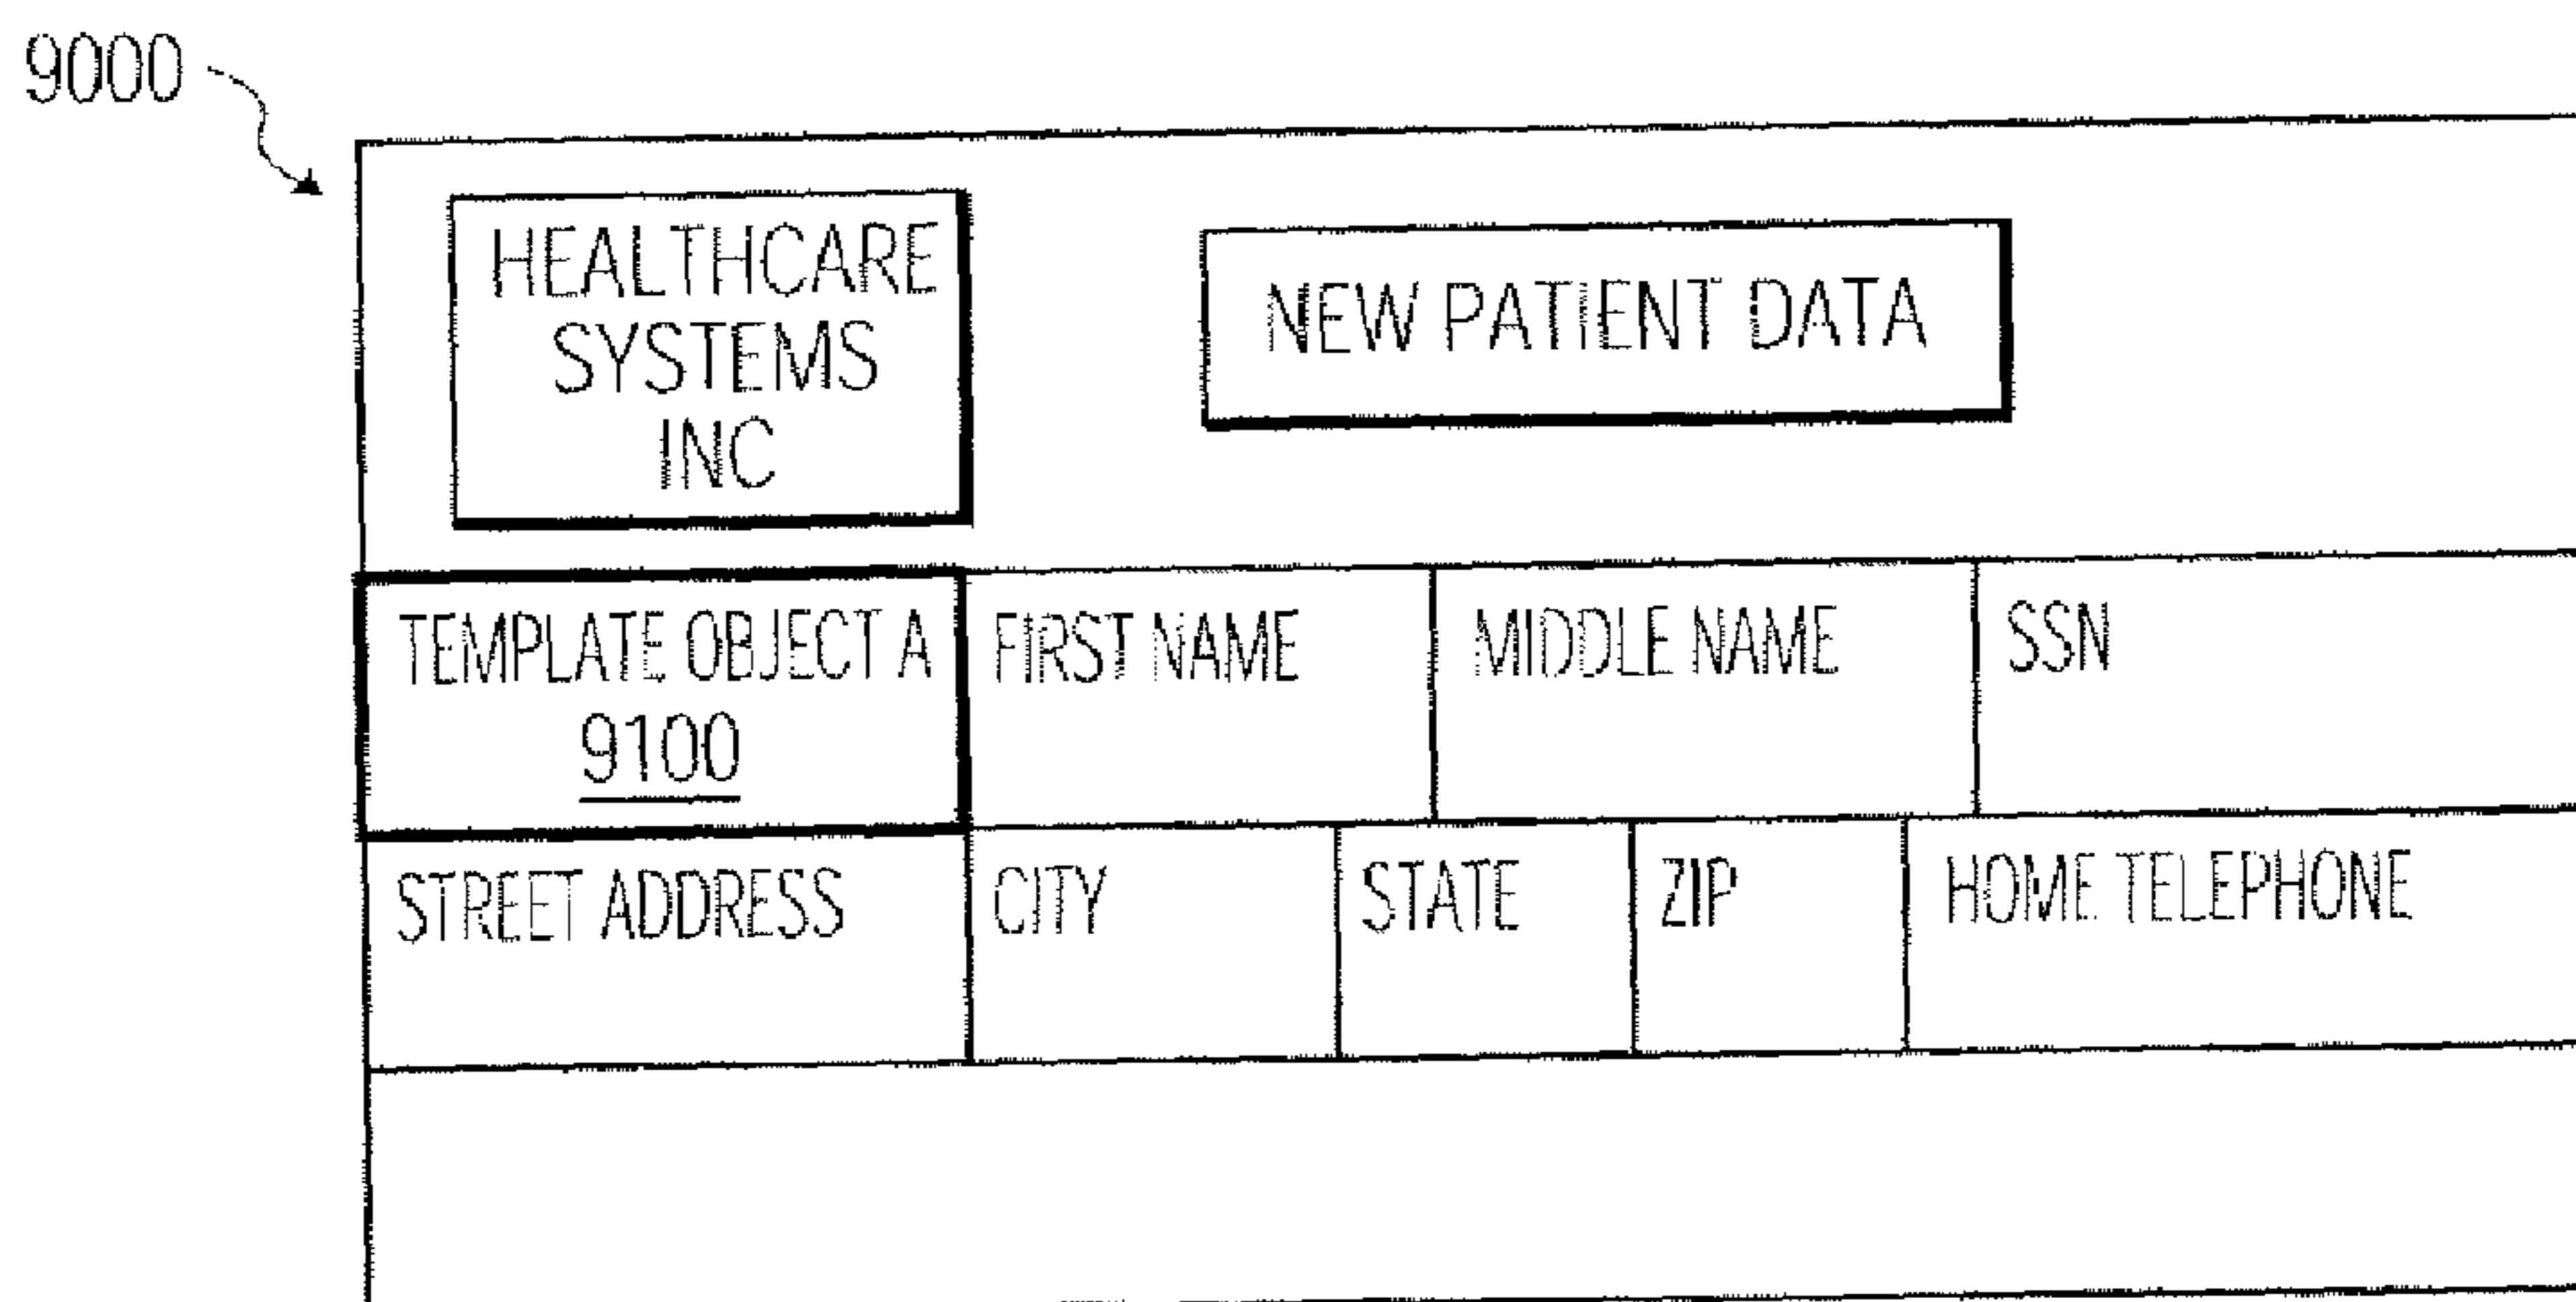 9000
HEALTHCARE
SYSTEMS
INC
NEW PATIENT DATA
TEMPLATE OBJECT A
9100
FIRST NAME
MIDDLE NAME
SSN
STREET ADDRESS
CITY
STATE
ZIP
HOME TELEPHONE